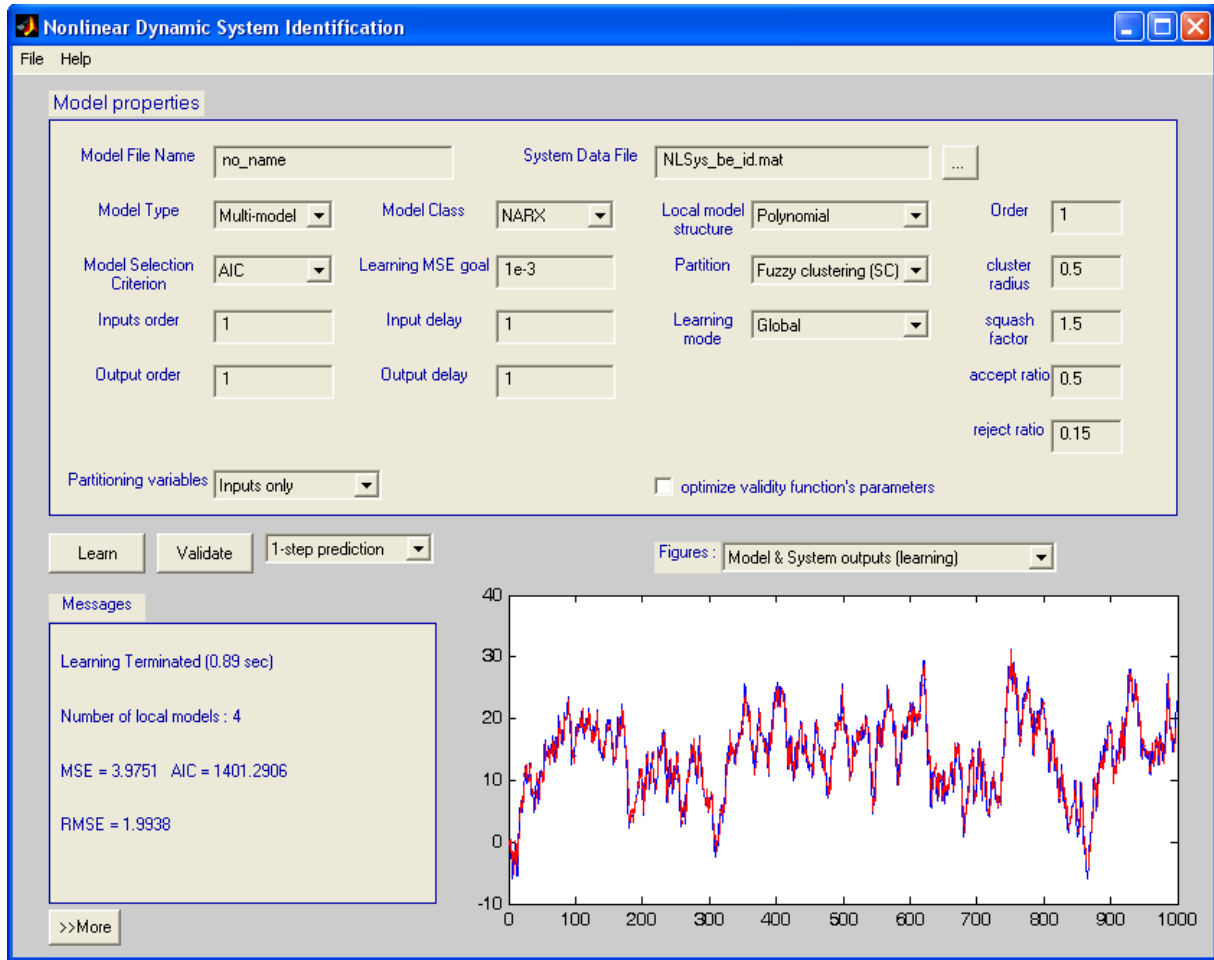 Nonlinear Dynamic System Identification
File Help
Model properties
Model File Name no_name System Data File NLSys_be_id.mat ...
Model Type Multi-model Model Class NARX Local model structure Polynomial Order 1
Model Selection Criterion AIC Learning MSE goal 1e-3 Partition Fuzzy clustering (SC) cluster radius 0.5
Inputs order 1 Input delay 1 Learning mode Global squash factor 1.5
Output order 1 Output delay 1 accept ratio 0.5
reject ratio 0.15
Partitioning variables Inputs only optimize validity function's parameters
Learn Validate 1-step prediction Figures : Model & System outputs (learning)
Messages
Learning Terminated (0.89 sec)
Number of local models : 4
MSE = 3.9751 AIC = 1401.2906
RMSE = 1.9938
>>More
40
30
20
10
0
-10
0 100 200 300 400 500 600 700 800 900 1000